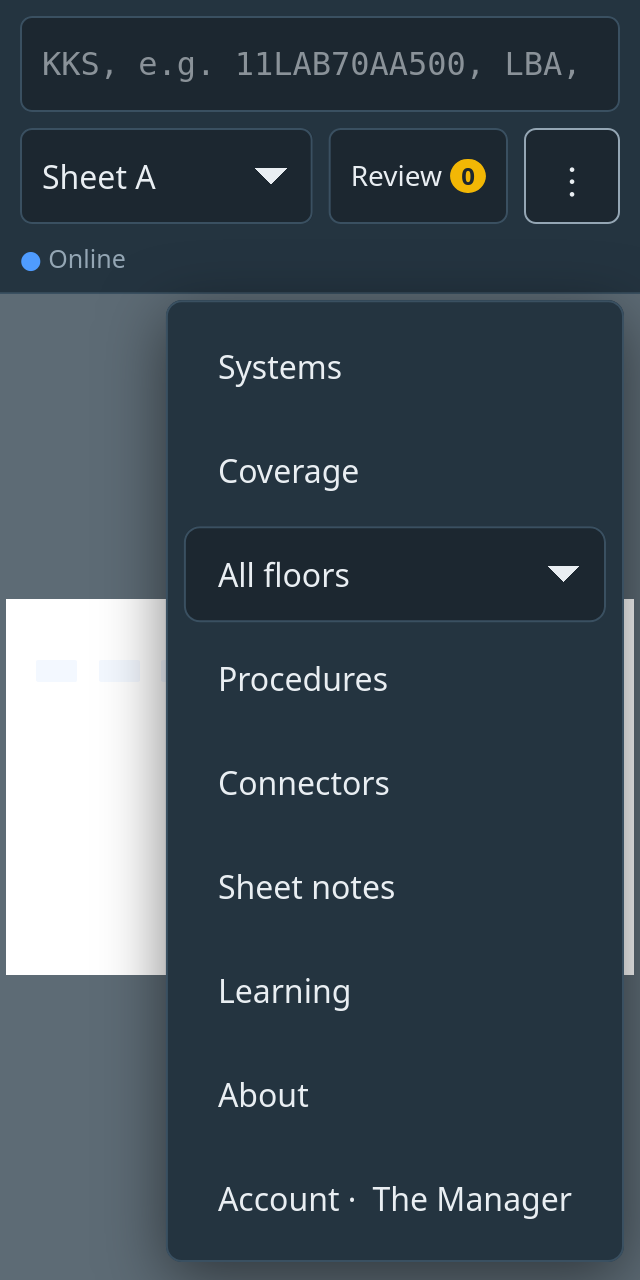 KKS, e.g. 11LAB70AA500, LBA,
Sheet A
Review 0
⋮
Online
Systems
Coverage
All floors
Procedures
Connectors
Sheet notes
Learning
About
Account · The Manager